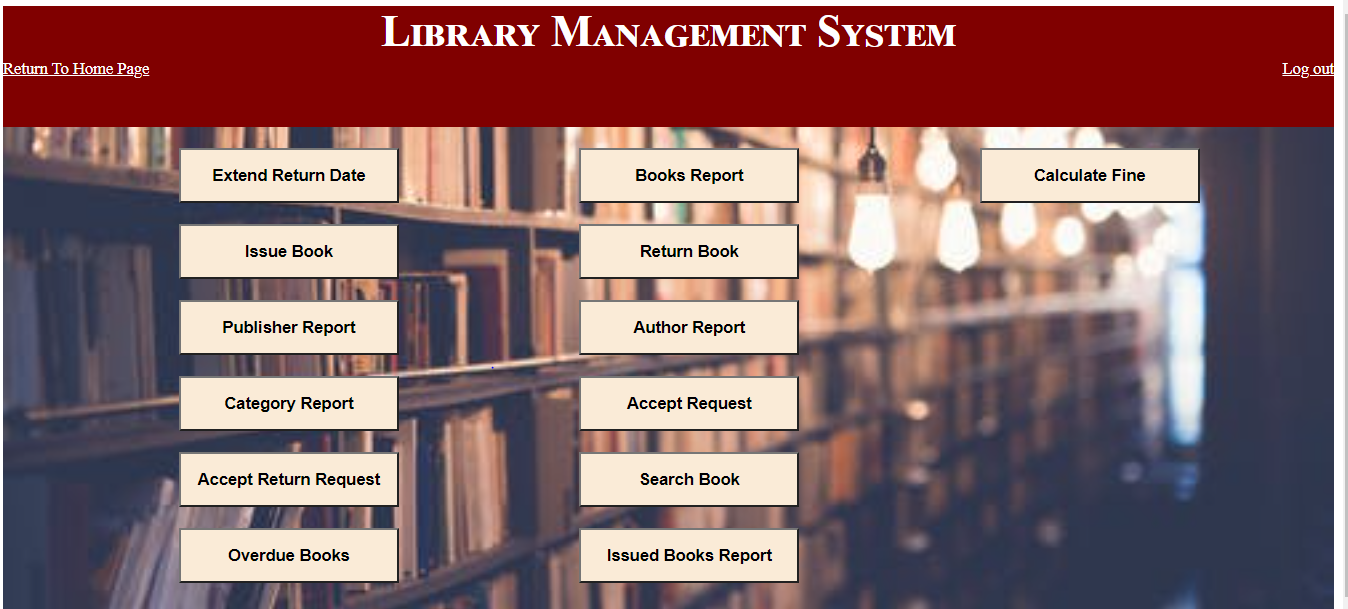 Library Management System
Return To Home Page
Log out
Extend Return Date
Books Report
Calculate Fine
Issue Book
Return Book
Publisher Report
Author Report
Category Report
Accept Request
Accept Return Request
Search Book
Overdue Books
Issued Books Report